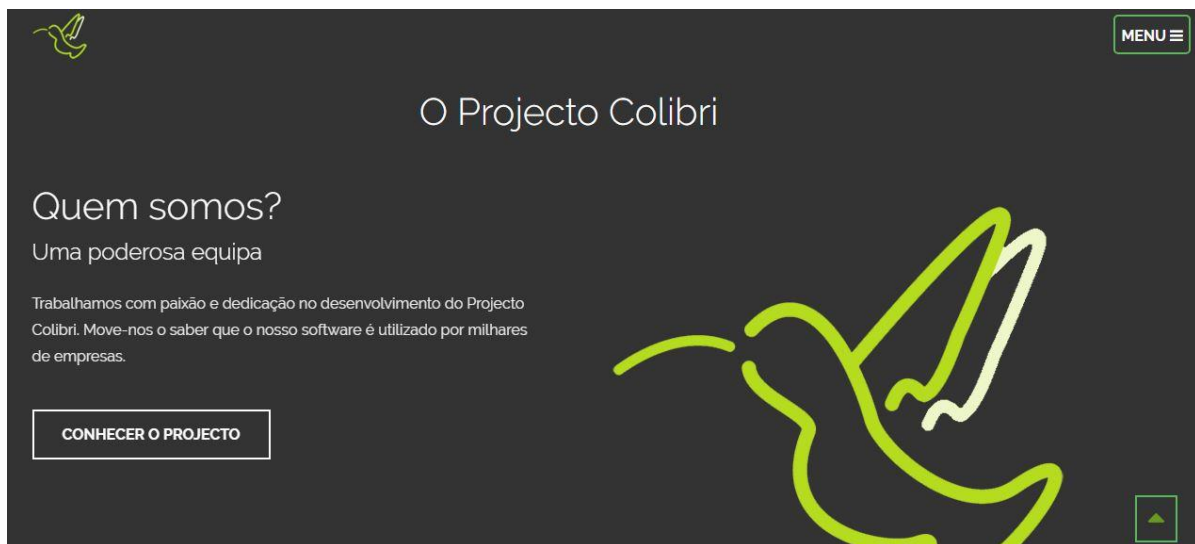 MENU
O Projecto Colibri
Quem somos?
Uma poderosa equipa
Trabalhamos com paixão e dedicação no desenvolvimento do Projecto
Colibri. Move-nos o saber que o nosso software é utilizado por milhares
de empresas.
CONHECER O PROJECTO